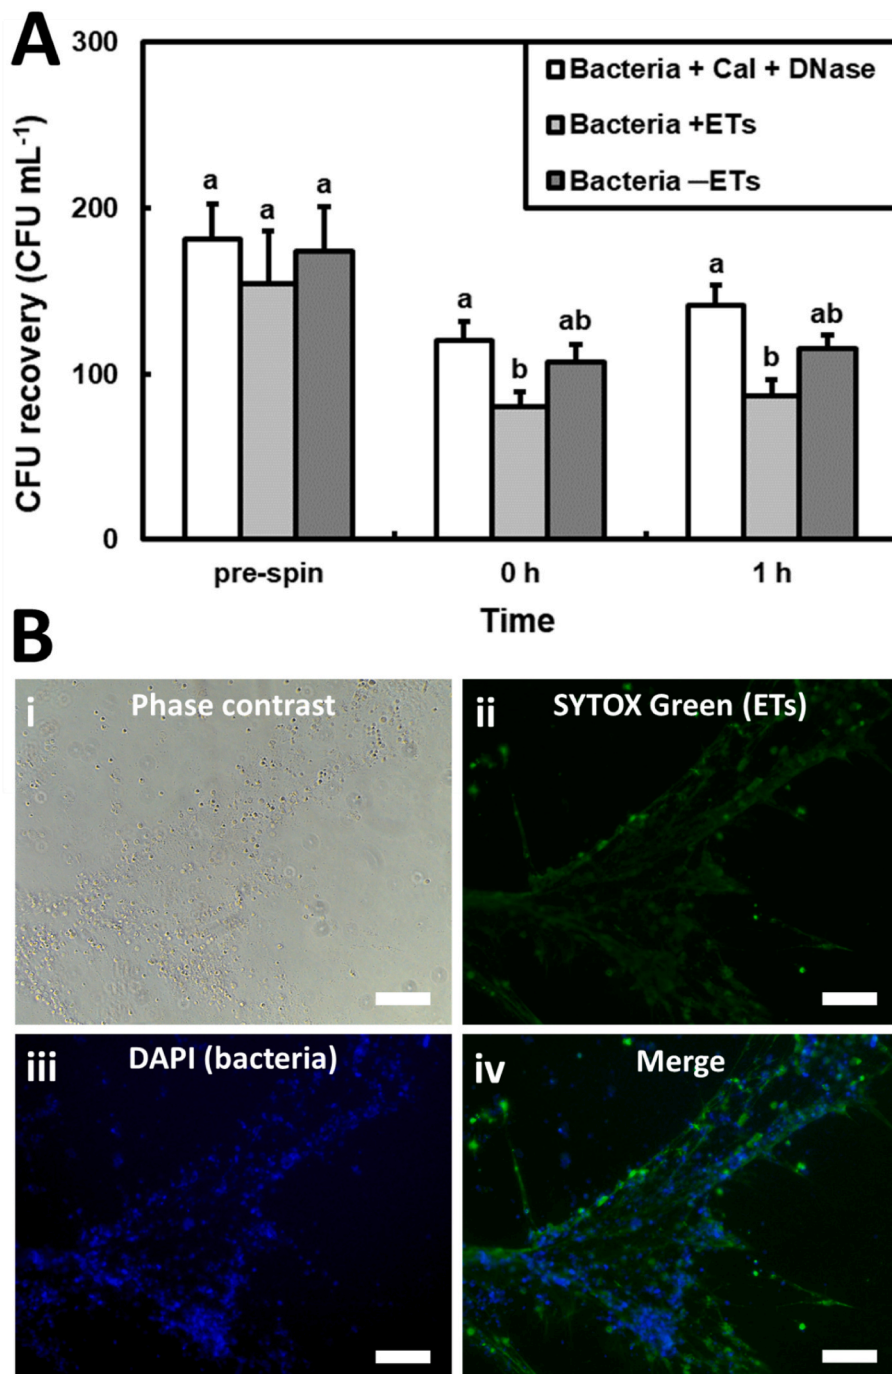 A
300
200
100
0
CFU recovery (CFU mL⁻¹)
Bacteria + Cal + DNase
Bacteria +ETs
Bacteria —ETs
a
a
a
a
b
ab
a
b
ab
pre-spin
0 h
1 h
Time
B
i
Phase contrast
ii
SYTOX Green (ETs)
iii
DAPI (bacteria)
iv
Merge